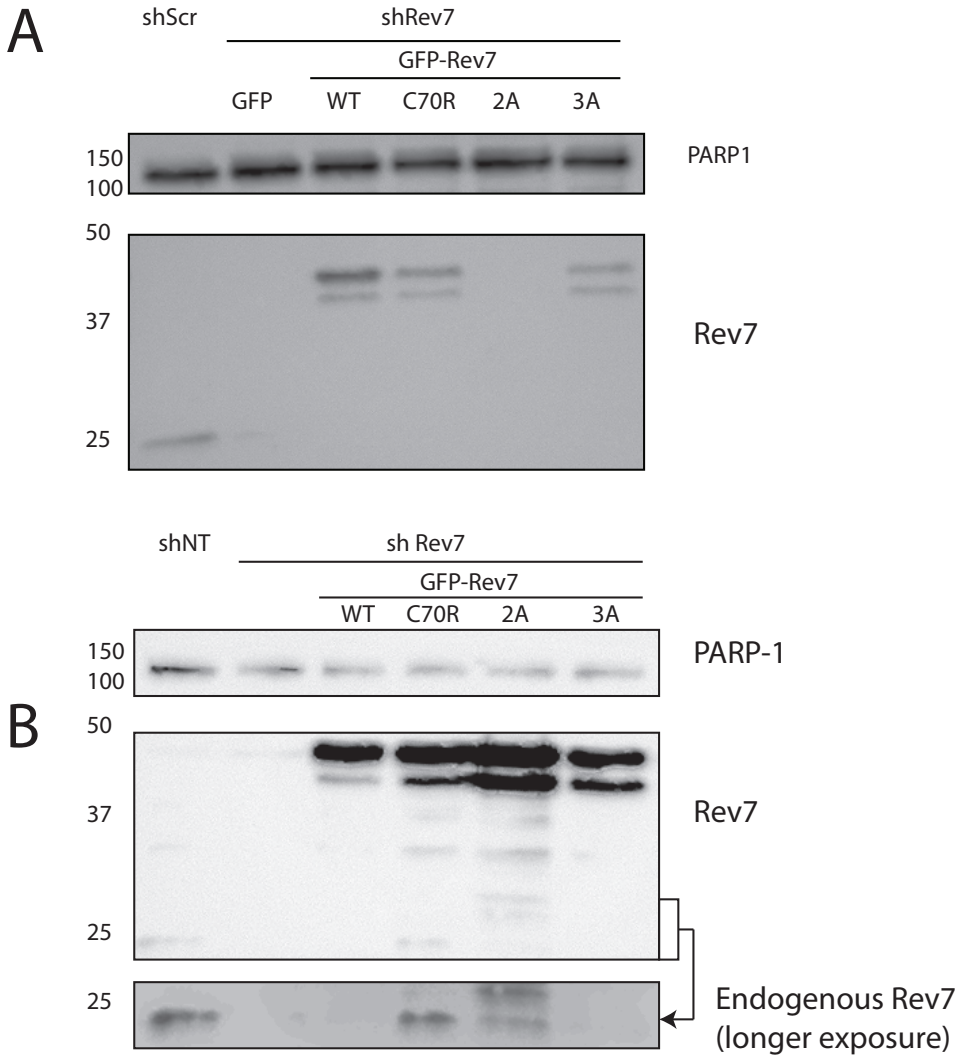 A
shScr shRev7
GFP-Rev7
GFP WT C70R 2A 3A
150
100
PARP1
50
37
25
Rev7
B
shNT sh Rev7
GFP-Rev7
WT C70R 2A 3A
150
100
PARP-1
50
37
25
Rev7
25
Endogenous Rev7
(longer exposure)